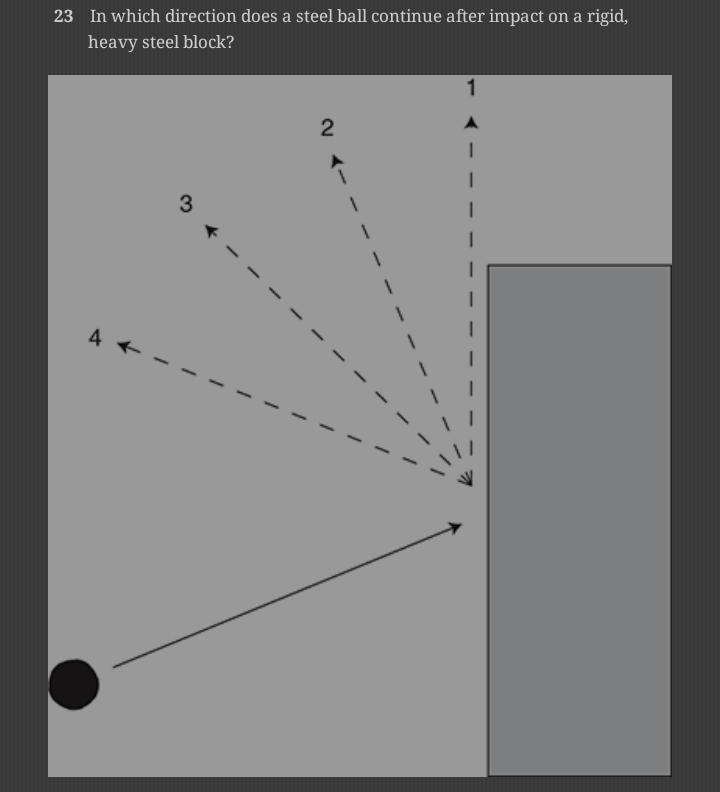 23 In which direction does a steel ball continue after impact on a rigid,
heavy steel block?
1
2
3
4